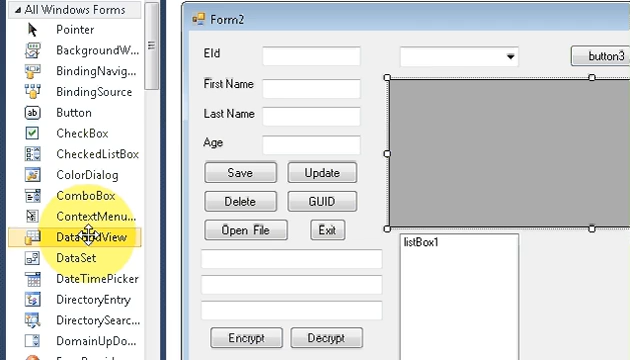 All Windows Forms
Pointer
BackgroundW...
BindingNavig...
BindingSource
Button
CheckBox
CheckedListBox
ColorDialog
ComboBox
ContextMenu...
DataGridView
DataSet
DateTimePicker
DirectoryEntry
DirectorySearc...
DomainUpDo...
Form2
EId
button3
First Name
Last Name
Age
Save
Update
Delete
GUID
Open File
Exit
listBox1
Encrypt
Decrypt